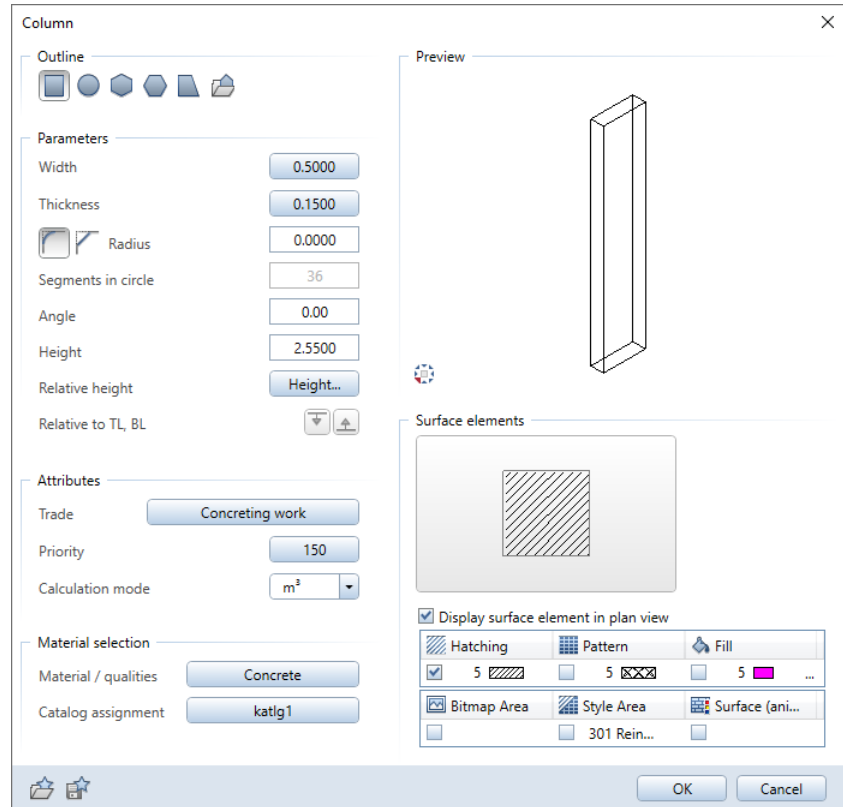 Column
Outline
Parameters
Width 0.5000
Thickness 0.1500
Radius 0.0000
Segments in circle 36
Angle 0.00
Height 2.5500
Relative height Height...
Relative to TL, BL
Attributes
Trade Concreting work
Priority 150
Calculation mode m³
Material selection
Material / qualities Concrete
Catalog assignment katlg1
Preview
Surface elements
Display surface element in plan view
Hatching Pattern Fill
5 5 5 ...
Bitmap Area Style Area Surface (ani...
301 Rein...
OK Cancel